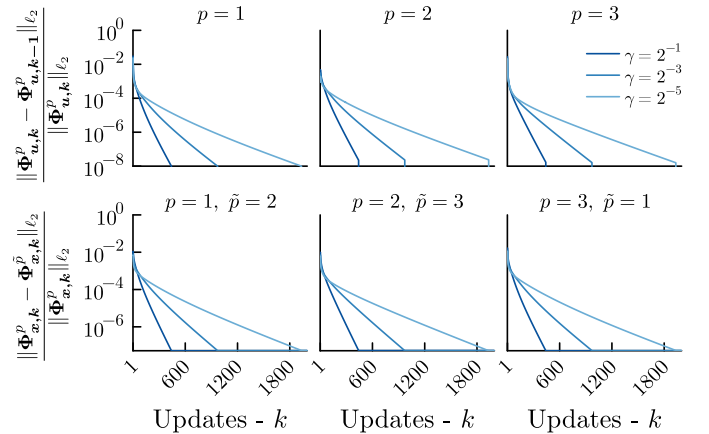 p = 1
p = 2
p = 3
‖Φ^p_{u,k} − Φ^p_{u,k−1}‖_{ℓ2}
‖Φ^p_{u,k}‖_{ℓ2}
10^0
10^{−2}
10^{−4}
10^{−6}
10^{−8}
γ = 2^{−1}
γ = 2^{−3}
γ = 2^{−5}
p = 1, p̃ = 2
p = 2, p̃ = 3
p = 3, p̃ = 1
‖Φ^p_{x,k} − Φ^{p̃}_{x,k}‖_{ℓ2}
‖Φ^p_{x,k}‖_{ℓ2}
10^0
10^{−2}
10^{−4}
10^{−6}
1 600 1200 1800
1 600 1200 1800
1 600 1200 1800
Updates - k
Updates - k
Updates - k